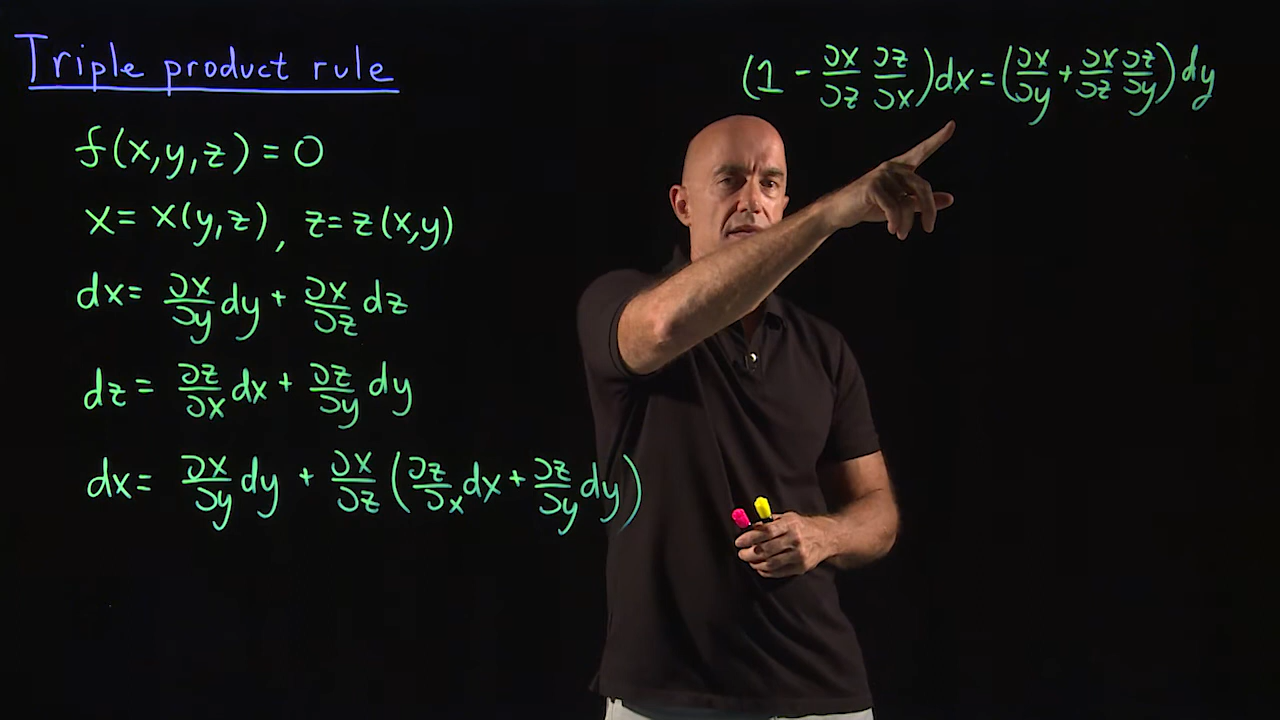 Triple product rule
f(x,y,z) = 0
x = x(y,z), z = z(x,y)
dx = ∂x/∂y dy + ∂x/∂z dz
dz = ∂z/∂x dx + ∂z/∂y dy
dx = ∂x/∂y dy + ∂x/∂z (∂z/∂x dx + ∂z/∂y dy)
(1 - ∂x/∂z ∂z/∂x) dx = (∂x/∂y + ∂x/∂z ∂z/∂y) dy